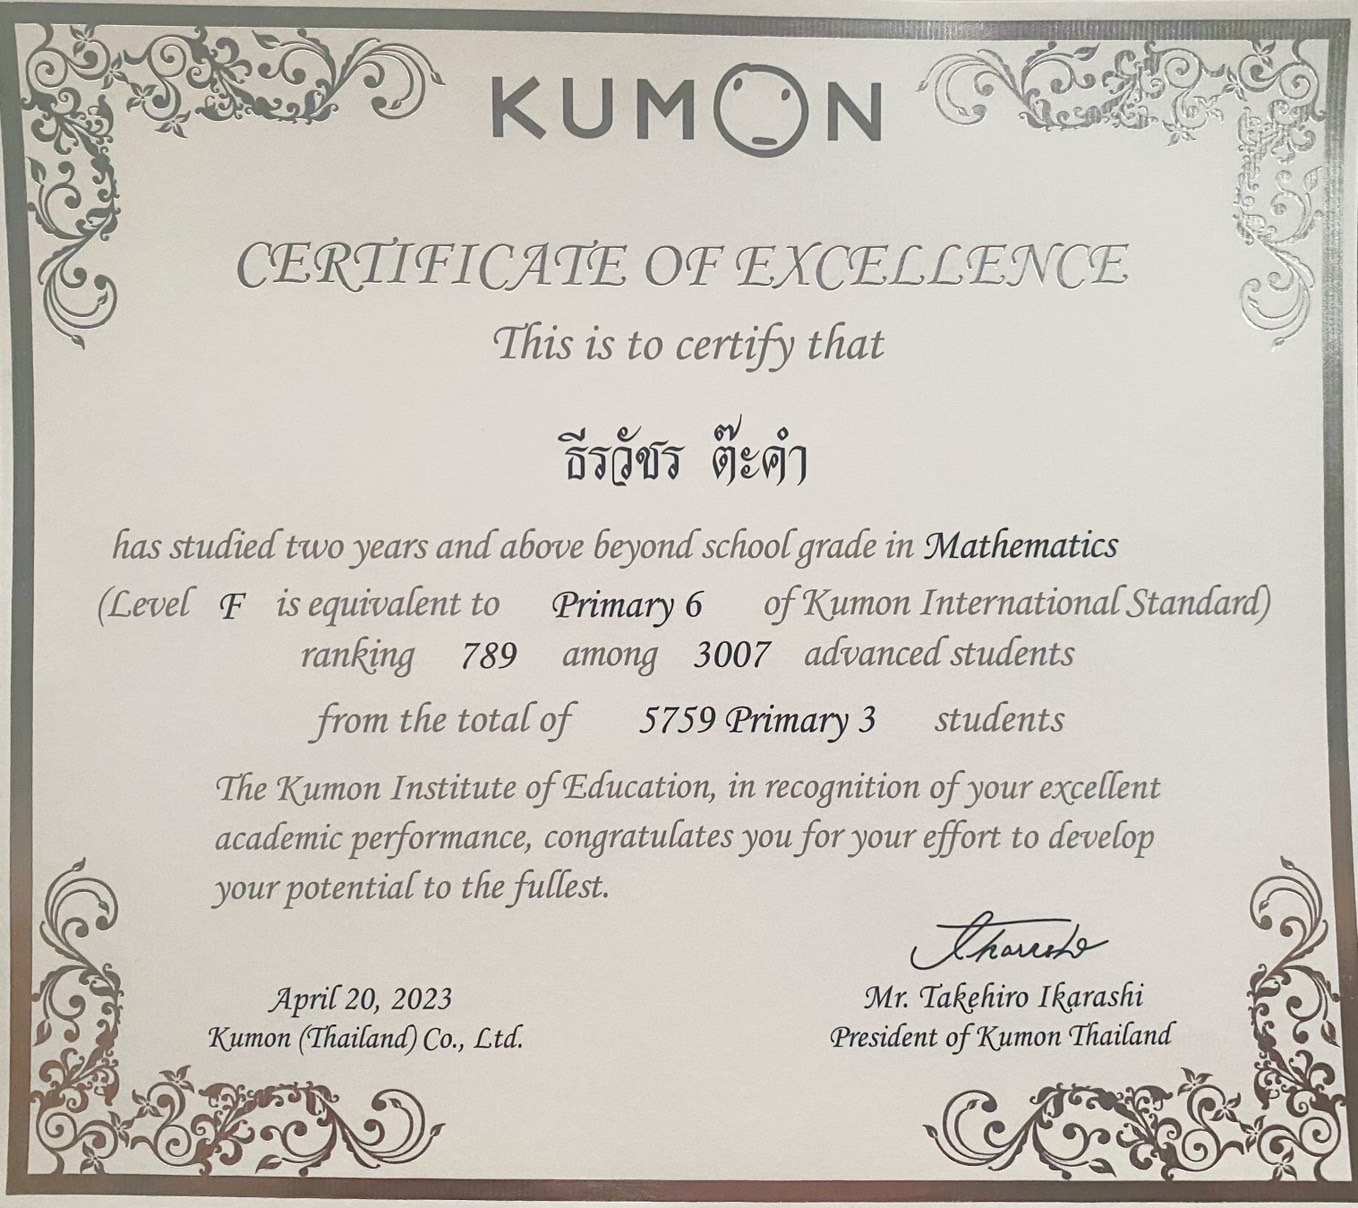 KUMON
CERTIFICATE OF EXCELLENCE
This is to certify that
ธีรวัชร ต๊ะคำ
has studied two years and above beyond school grade in Mathematics
(Level F is equivalent to Primary 6 of Kumon International Standard)
ranking 789 among 3007 advanced students
from the total of 5759 Primary 3 students
The Kumon Institute of Education, in recognition of your excellent
academic performance, congratulates you for your effort to develop
your potential to the fullest.
April 20, 2023
Kumon (Thailand) Co., Ltd.
Mr. Takehiro Ikarashi
President of Kumon Thailand